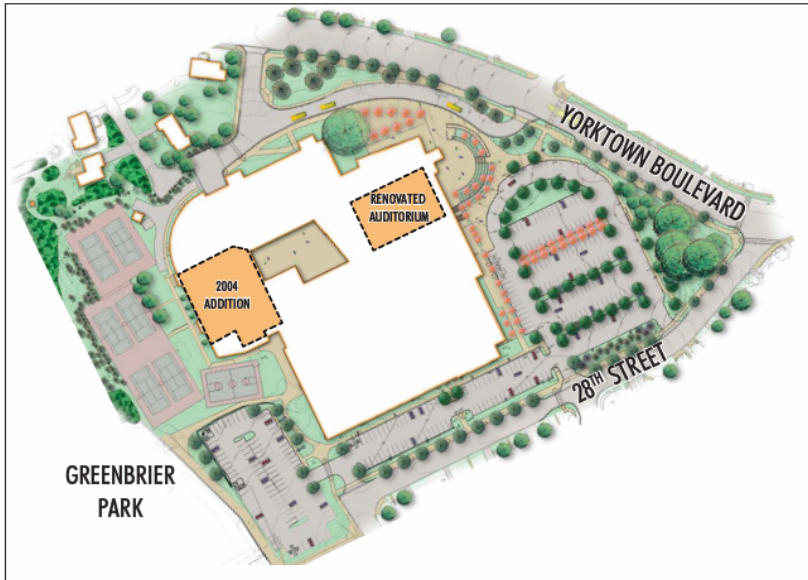 YORKTOWN BOULEVARD
RENOVATED
AUDITORIUM
2004
ADDITION
28TH STREET
GREENBRIER
PARK